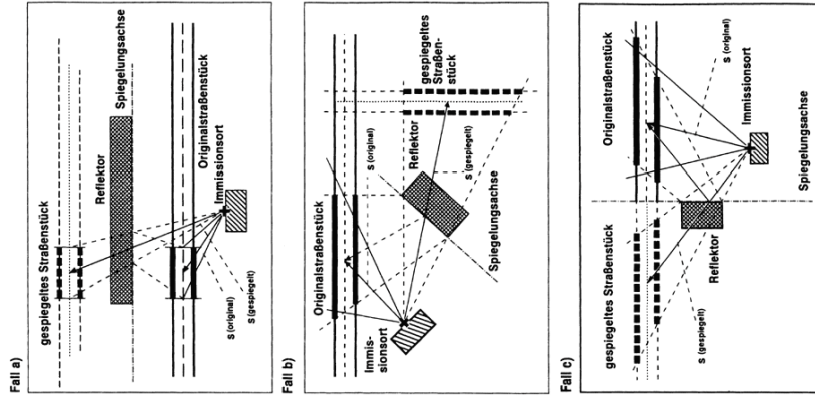 Fall a)
gespiegeltes Straßenstück
Reflektor
Spiegelungsachse
Originalstraßenstück
Immissionsort
s (original)
s (gespiegelt)
Fall b)
Originalstraßenstück
gespiegeltes
Straßen-
stück
s (original)
Reflektor
s (gespiegelt)
Spiegelungsachse
Immis-
sionsort
Fall c)
gespiegeltes Straßenstück
Originalstraßenstück
s (original)
s (gespiegelt)
Reflektor
Immissionsort
Spiegelungsachse